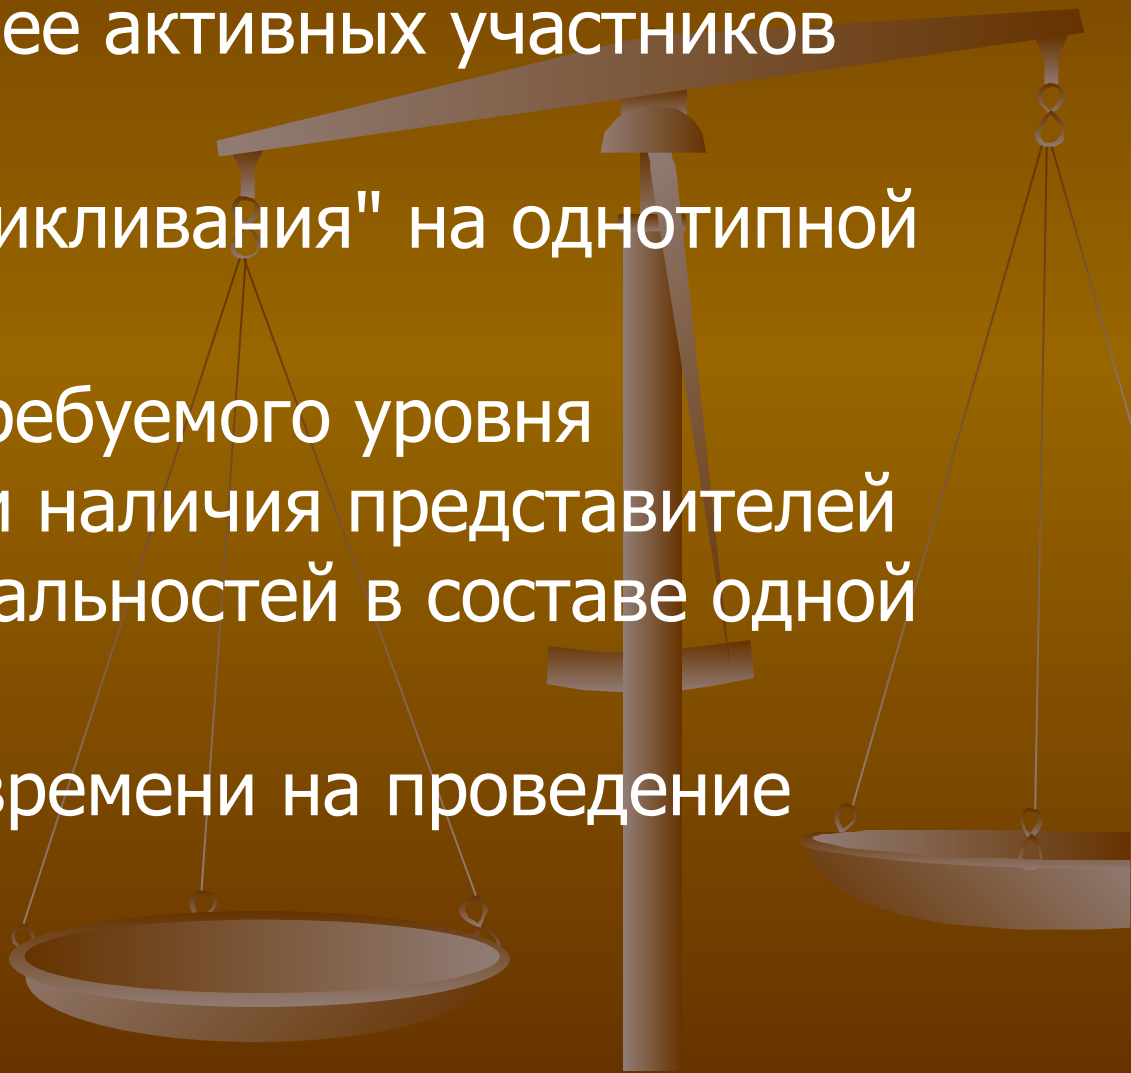 ее активных участников
икливания" на однотипной
ребуемого уровня
и наличия представителей
альностей в составе одной
времени на проведение